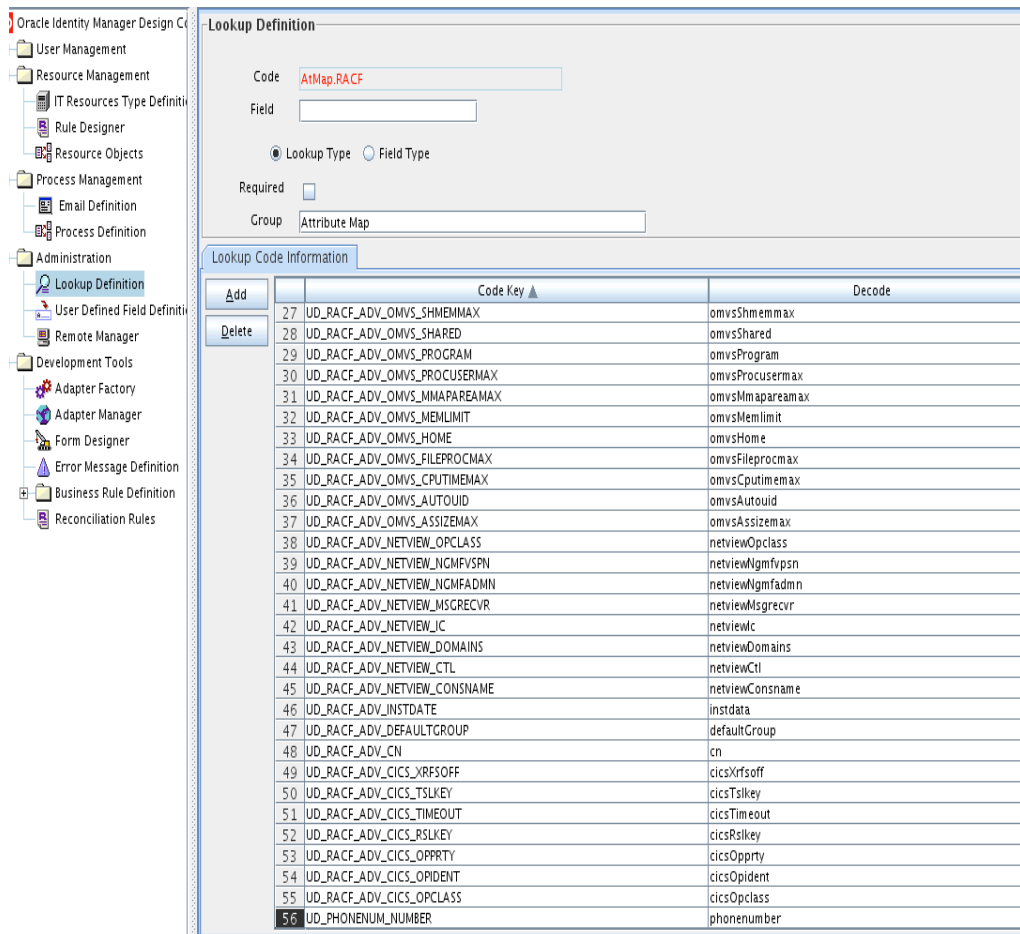 Oracle Identity Manager Design Co
User Management
Resource Management
IT Resources Type Definiti
Rule Designer
Resource Objects
Process Management
Email Definition
Process Definition
Administration
Lookup Definition
User Defined Field Definiti
Remote Manager
Development Tools
Adapter Factory
Adapter Manager
Form Designer
Error Message Definition
Business Rule Definition
Reconciliation Rules
Lookup Definition
Code AtMap.RACF
Field
Lookup Type Field Type
Required
Group Attribute Map
Lookup Code Information
Add
Delete
Code Key Decode
27 UD_RACF_ADV_OMVS_SHMEMMAX omvsShmemmax
28 UD_RACF_ADV_OMVS_SHARED omvsShared
29 UD_RACF_ADV_OMVS_PROGRAM omvsProgram
30 UD_RACF_ADV_OMVS_PROCUSERMAX omvsProcusermax
31 UD_RACF_ADV_OMVS_MMAPAREAMAX omvsMmapareamax
32 UD_RACF_ADV_OMVS_MEMLIMIT omvsMemlimit
33 UD_RACF_ADV_OMVS_HOME omvsHome
34 UD_RACF_ADV_OMVS_FILEPROCMAX omvsFileprocmax
35 UD_RACF_ADV_OMVS_CPUTIMEMAX omvsCputimemax
36 UD_RACF_ADV_OMVS_AUTOUID omvsAutouid
37 UD_RACF_ADV_OMVS_ASSIZEMAX omvsAssizemax
38 UD_RACF_ADV_NETVIEW_OPCLASS netviewOpclass
39 UD_RACF_ADV_NETVIEW_NGMFVSPN netviewNgmfvpsn
40 UD_RACF_ADV_NETVIEW_NGMFADMN netviewNgmfadmn
41 UD_RACF_ADV_NETVIEW_MSGRECVR netviewMsgrecvr
42 UD_RACF_ADV_NETVIEW_IC netviewIc
43 UD_RACF_ADV_NETVIEW_DOMAINS netviewDomains
44 UD_RACF_ADV_NETVIEW_CTL netviewCtl
45 UD_RACF_ADV_NETVIEW_CONSNAME netviewConsname
46 UD_RACF_ADV_INSTDATE instdata
47 UD_RACF_ADV_DEFAULTGROUP defaultGroup
48 UD_RACF_ADV_CN cn
49 UD_RACF_ADV_CICS_XRFSOFF cicsXrfsoff
50 UD_RACF_ADV_CICS_TSLKEY cicsTslkey
51 UD_RACF_ADV_CICS_TIMEOUT cicsTimeout
52 UD_RACF_ADV_CICS_RSLKEY cicsRslkey
53 UD_RACF_ADV_CICS_OPPRTY cicsOpprty
54 UD_RACF_ADV_CICS_OPIDENT cicsOpident
55 UD_RACF_ADV_CICS_OPCLASS cicsOpclass
56 UD_PHONENUM_NUMBER phonenumber